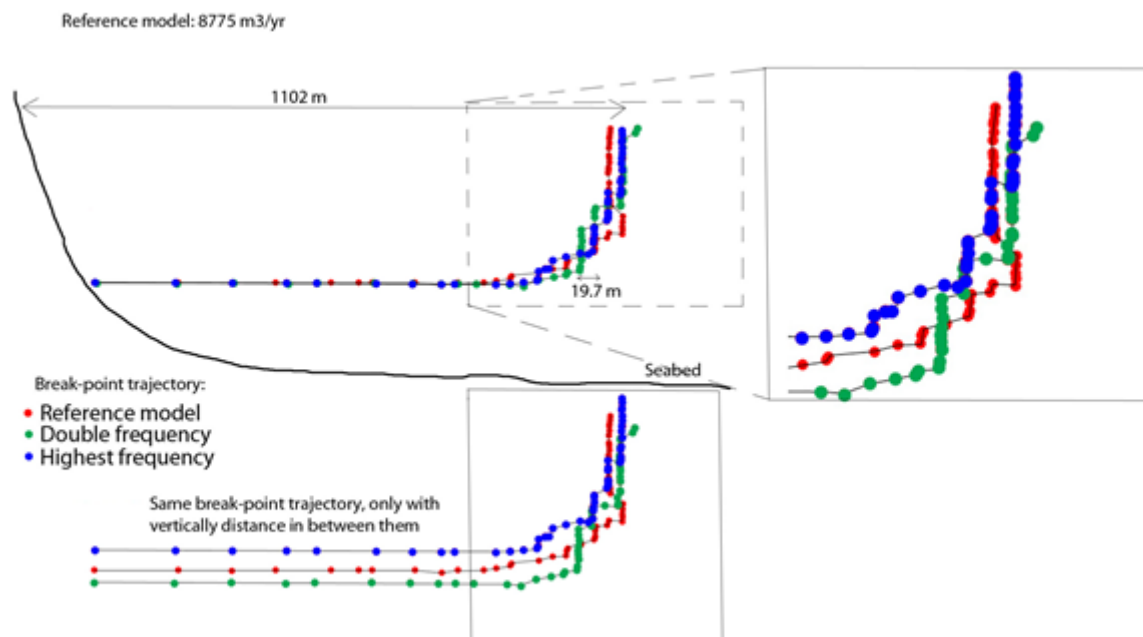 Reference model: 8775 m3/yr
1102 m
19.7 m
Seabed
Break-point trajectory:
Reference model
Double frequency
Highest frequency
Same break-point trajectory, only with
vertically distance in between them